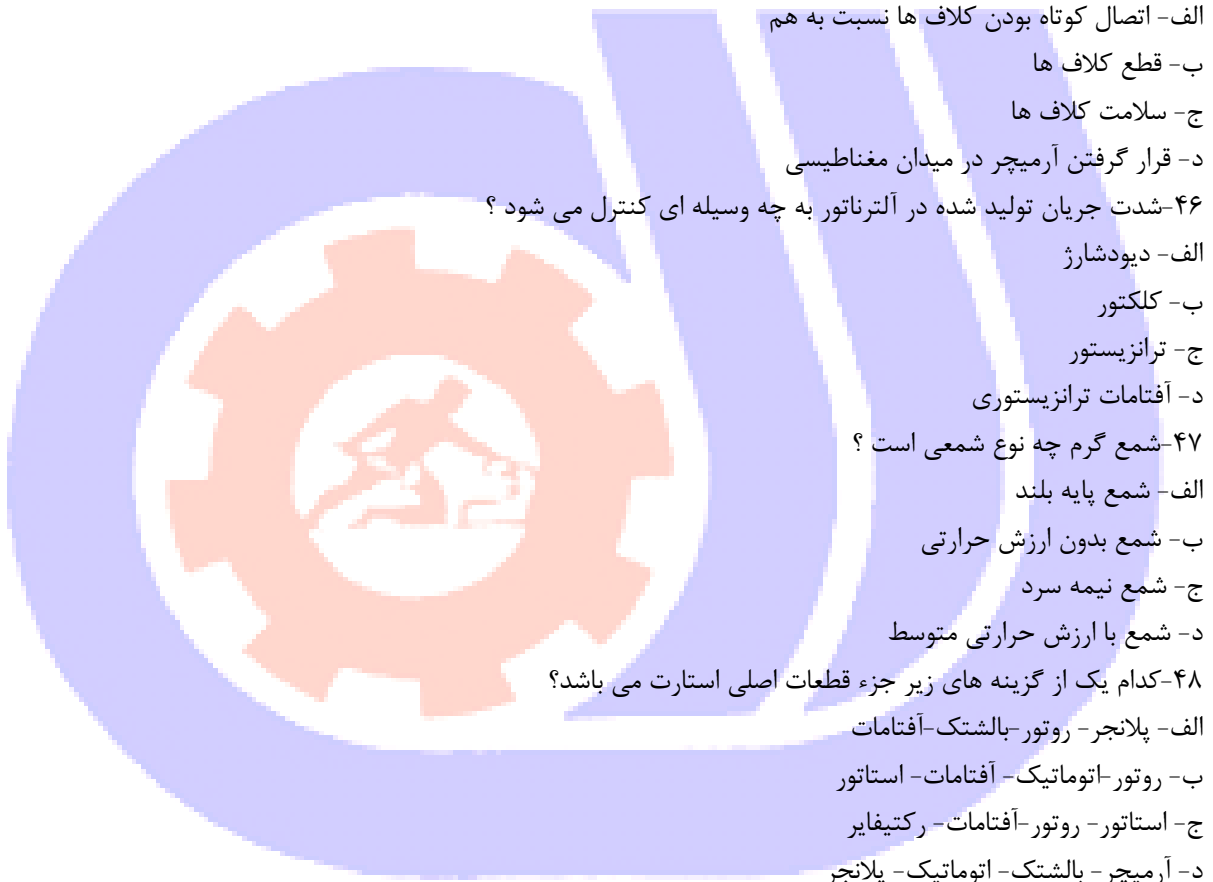 الف- اتصال کوتاه بودن کلاف ها نسبت به هم
ب- قطع کلاف ها
ج- سلامت کلاف ها
د- قرار گرفتن آرمیچر در میدان مغناطیسی
۴۶-شدت جریان تولید شده در آلترناتور به چه وسیله ای کنترل می شود ؟
الف- دیودشارژ
ب- کلکتور
ج- ترانزیستور
د- آفتامات ترانزیستوری
۴۷-شمع گرم چه نوع شمعی است ؟
الف- شمع پایه بلند
ب- شمع بدون ارزش حرارتی
ج- شمع نیمه سرد
د- شمع با ارزش حرارتی متوسط
۴۸-کدام یک از گزینه های زیر جزء قطعات اصلی استارت می باشد؟
الف- پلانجر- روتور-بالشتک-آفتامات
ب- روتور-اتوماتیک- آفتامات- استاتور
ج- استاتور- روتور-آفتامات- رکتیفایر
د- آرمیچر- بالشتک- اتوماتیک- پلانجر